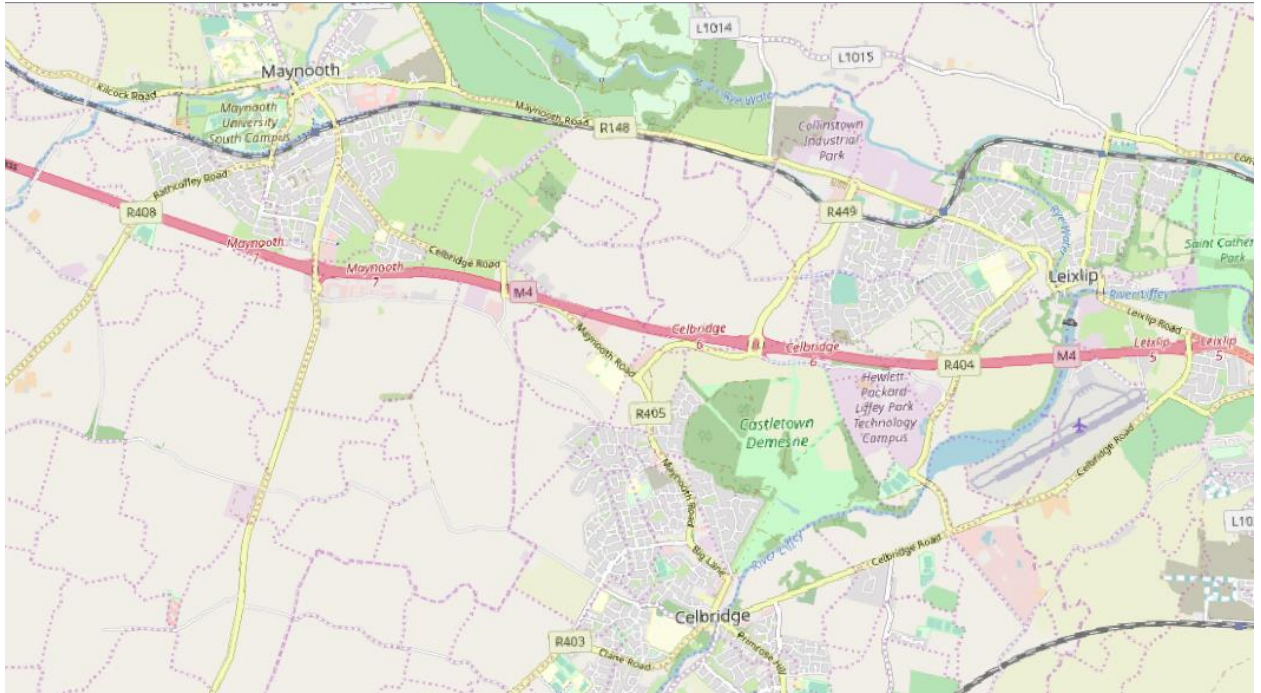 L1014
L1015
Maynooth
Kilcock Road
Maynooth
University
South Campus
Maynooth Road
R148
Rye Water
Collinstown
Industrial
Park
Rathcoffey Road
R408
R449
Rye Water
Saint Cathe
Park
Maynooth
7
Maynooth
7
Celbridge Road
M4
Leixlip
River Liffey
Leixlip Road
Celbridge
6
Celbridge
6
R404
M4
Leixlip
5
Leixlip
5
Maynooth Road
Hewlett
Packard
Liffey Park
Technology
Campus
R405
Castletown
Demesne
Celbridge Road
Maynooth Road
Big Lane
River Liffey
Celbridge Road
Celbridge
R403
Clane Road
Primrose Hill